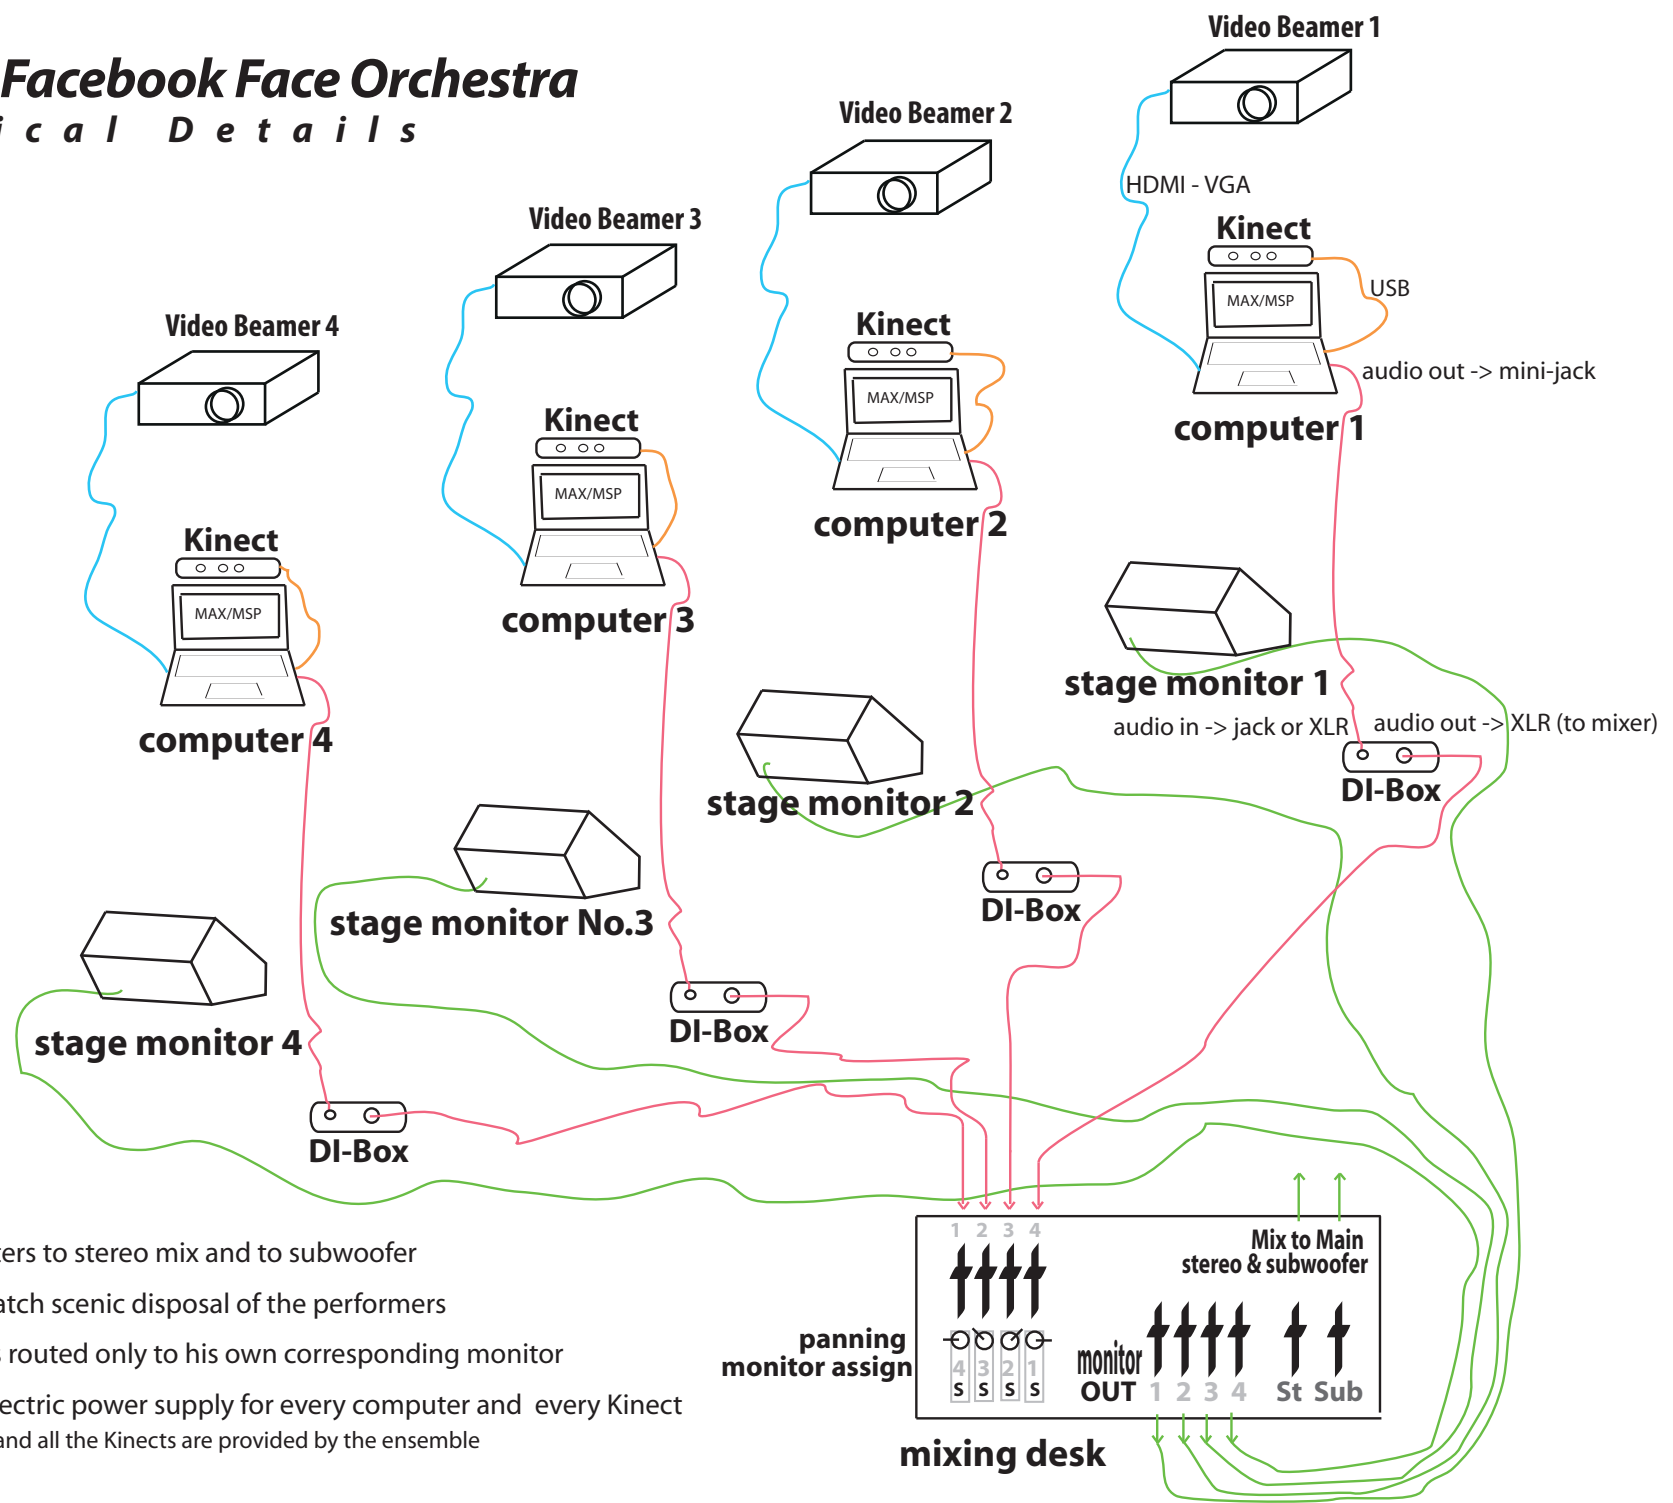 Facebook Face Orchestra
ical Details
Video Beamer 1
Video Beamer 2
HDMI - VGA
Video Beamer 3
Kinect
USB
MAX/MSP
Video Beamer 4
Kinect
audio out -> mini-jack
MAX/MSP
computer 1
Kinect
MAX/MSP
computer 2
Kinect
MAX/MSP
computer 3
stage monitor 1
audio in -> jack or XLR
audio out -> XLR (to mixer)
computer 4
DI-Box
stage monitor 2
DI-Box
stage monitor No.3
DI-Box
stage monitor 4
DI-Box
1 2 3 4
Mix to Main
stereo & subwoofer
ters to stereo mix and to subwoofer
atch scenic disposal of the performers
s routed only to his own corresponding monitor
lectric power supply for every computer and every Kinect
and all the Kinects are provided by the ensemble
panning
monitor assign
4 3 2 1
S S S S
monitor
OUT 1 2 3 4 St Sub
mixing desk